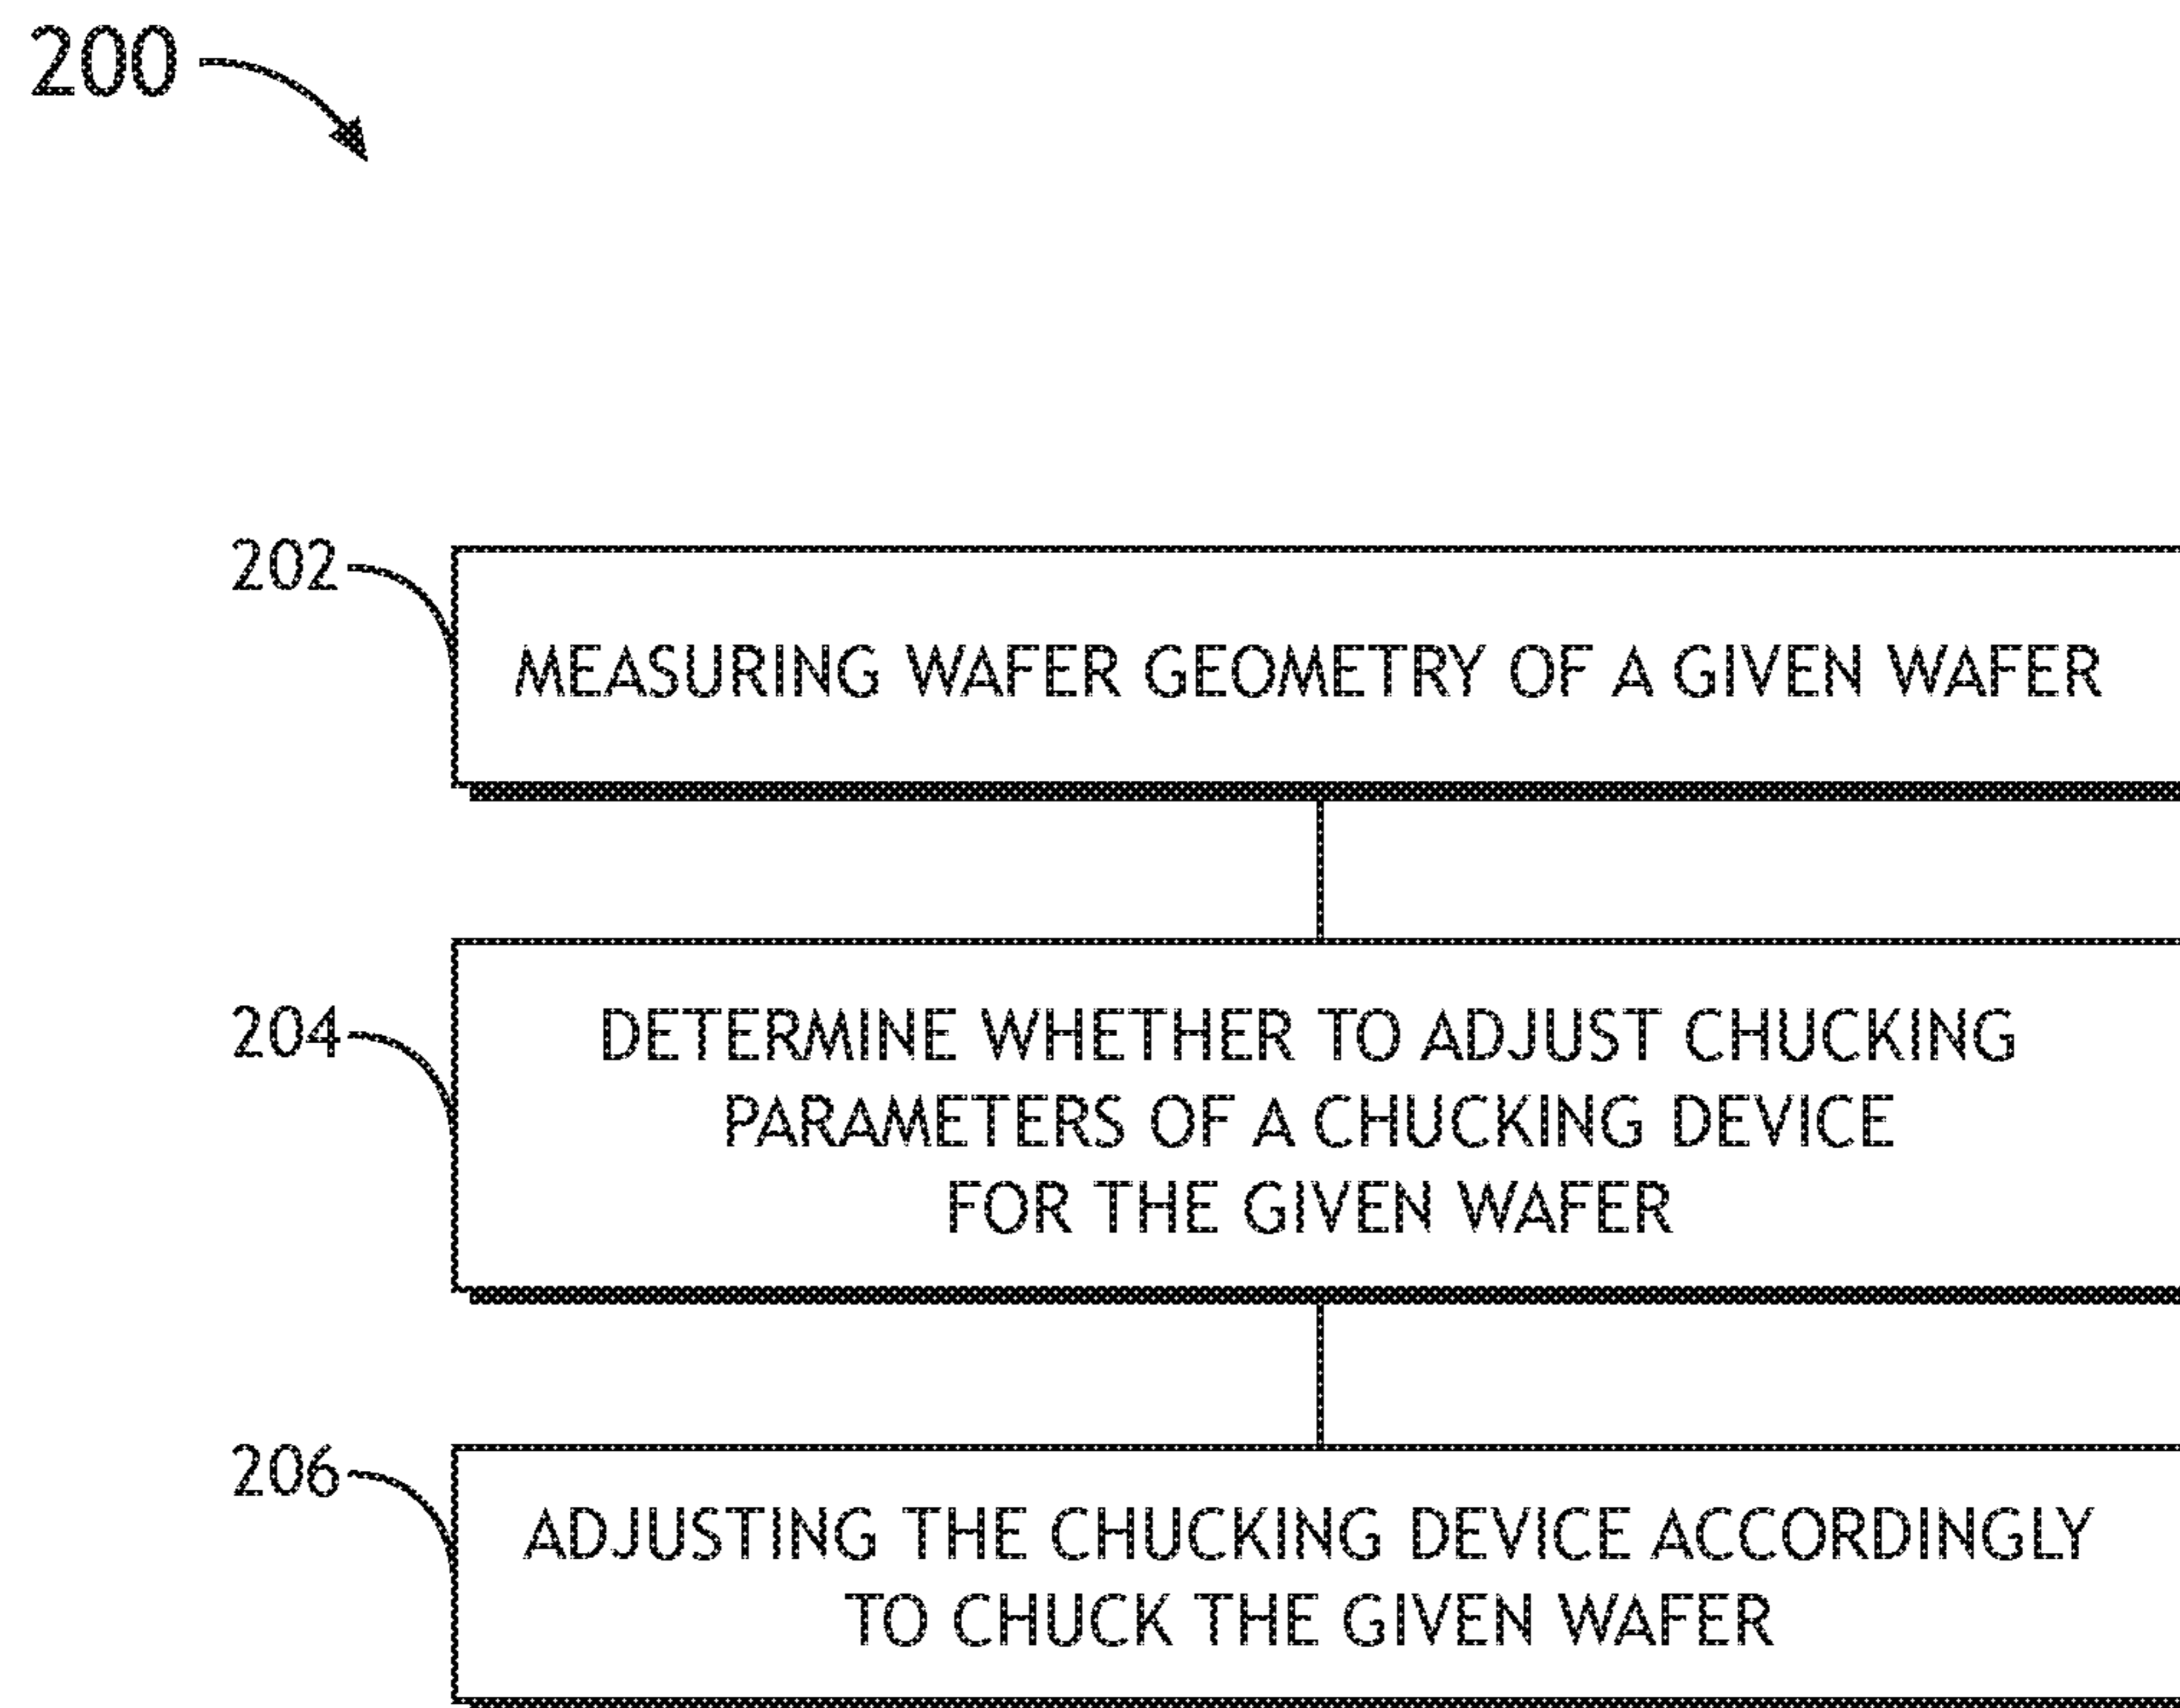 200
202
MEASURING WAFER GEOMETRY OF A GIVEN WAFER
204
DETERMINE WHETHER TO ADJUST CHUCKING
PARAMETERS OF A CHUCKING DEVICE
FOR THE GIVEN WAFER
206
ADJUSTING THE CHUCKING DEVICE ACCORDINGLY
TO CHUCK THE GIVEN WAFER